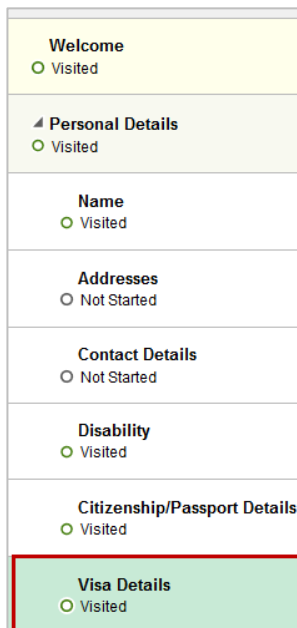 Welcome
Visited
Personal Details
Visited
Name
Visited
Addresses
Not Started
Contact Details
Not Started
Disability
Visited
Citizenship/Passport Details
Visited
Visa Details
Visited